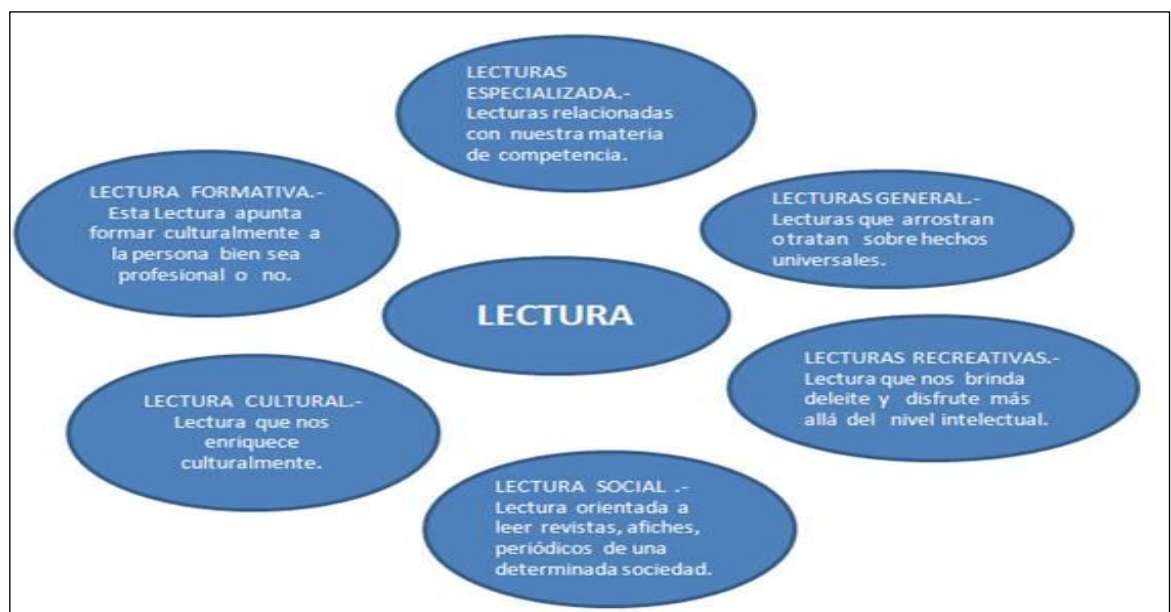 LECTURAS
ESPECIALIZADA.-
Lecturas relacionadas
con nuestra materia
de competencia.
LECTURA FORMATIVA.-
Esta Lectura apunta
formar culturalmente a
la persona bien sea
profesional o no.
LECTURAS GENERAL.-
Lecturas que arrostran
o tratan sobre hechos
universales.
LECTURA
LECTURAS RECREATIVAS.-
Lectura que nos brinda
deleite y disfrute más
allá del nivel intelectual.
LECTURA CULTURAL.-
Lectura que nos
enriquece
culturalmente.
LECTURA SOCIAL .-
Lectura orientada a
leer revistas, afiches,
periódicos de una
determinada sociedad.